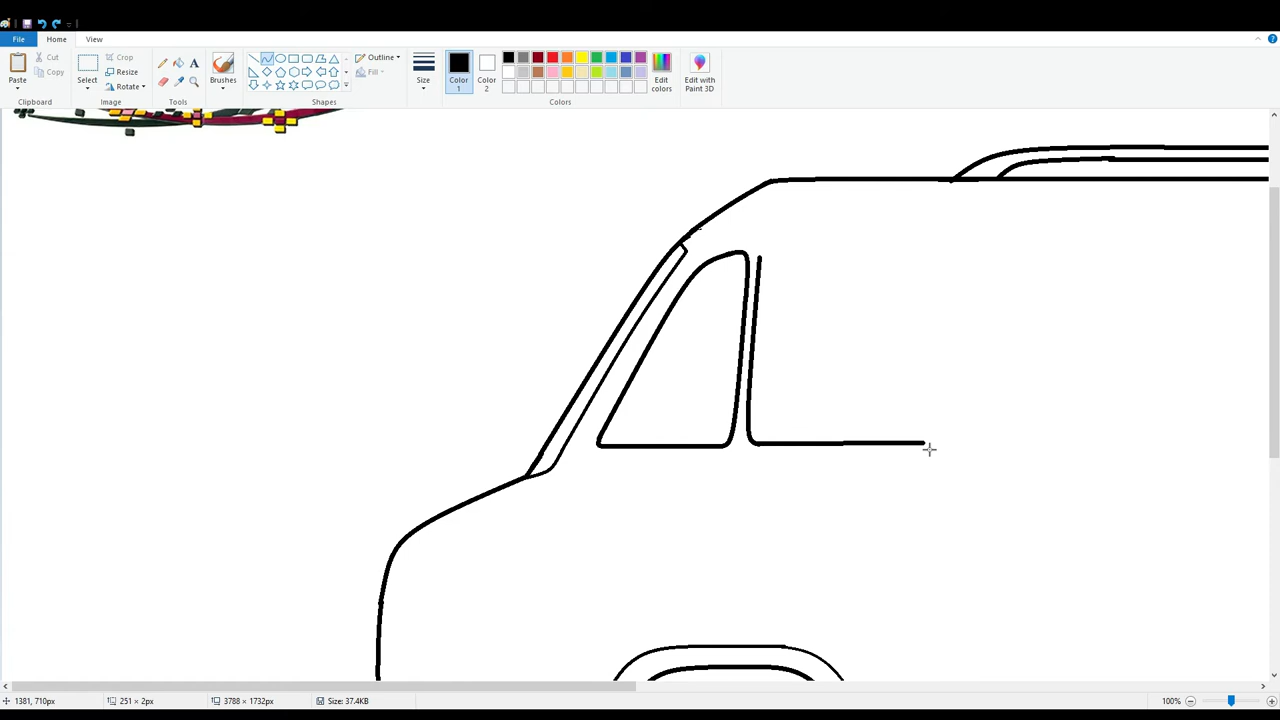 File Home View
Cut
Copy
Paste
Clipboard
Select
Crop
Resize
Rotate
Image
A
Tools
Brushes
Outline
Fill
Shapes
Size
Color 1
Color 2
Edit colors
Colors
Edit with Paint 3D
1381, 710px 251 × 2px 3788 × 1732px Size: 37.4KB 100%